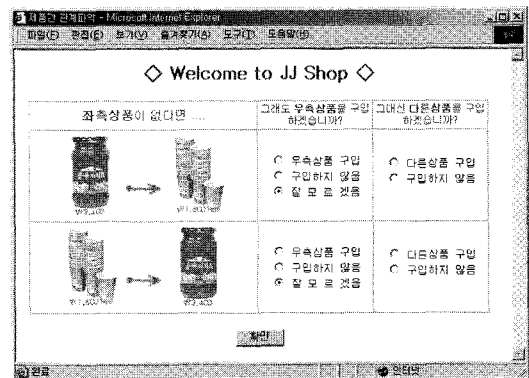 제품간 관계파악 - Microsoft Internet Explorer
파일(F) 편집(E) 보기(V) 즐겨찾기(A) 도구(T) 도움말(H)
◇ Welcome to JJ Shop ◇
좌측상품이 없다면 ....
그래도 우측상품을 구입
하겠습니까?
그대신 다른상품을 구입
하겠습니까?
우측상품 구입
구입하지 않음
잘 모 르 겠음
다른상품 구입
구입하지 않음
우측상품 구입
구입하지 않음
잘 모 르 겠음
다른상품 구입
구입하지 않음
확인
완료
인터넷